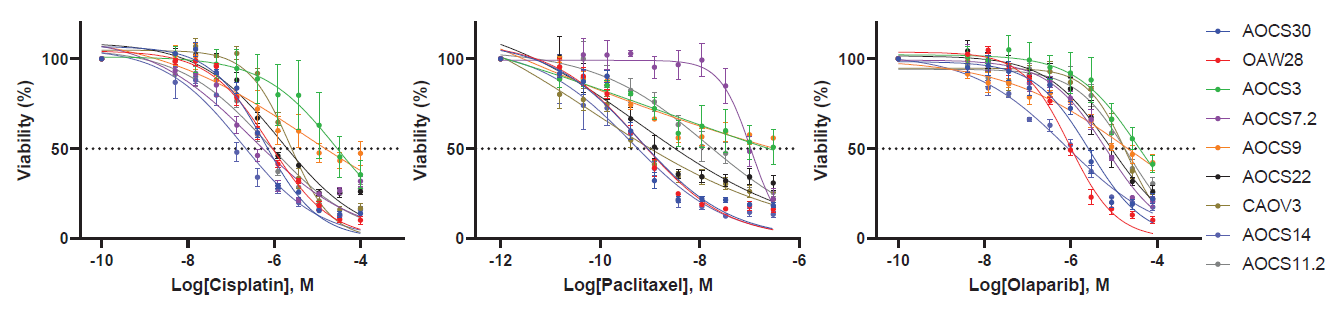 Viability (%)
100
50
0
-10
-8
-6
-4
Log[Cisplatin], M
Viability (%)
100
50
0
-12
-10
-8
-6
Log[Paclitaxel], M
Viability (%)
100
50
0
-10
-8
-6
-4
Log[Olaparib], M
AOCS30
OAW28
AOCS3
AOCS7.2
AOCS9
AOCS22
CAOV3
AOCS14
AOCS11.2